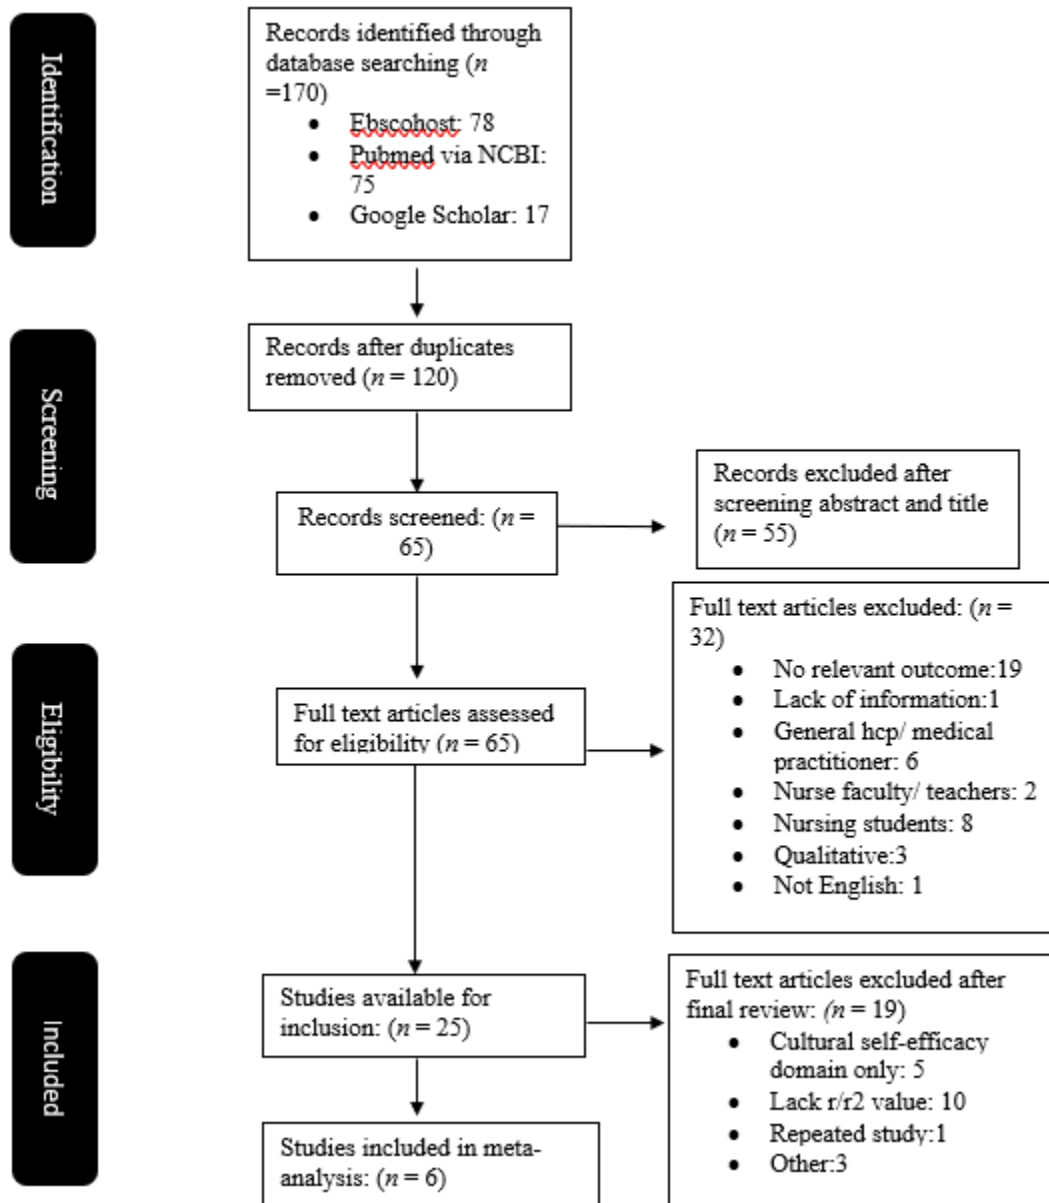 Identification
Records identified through
database searching (n
=170)
• Ebscohost: 78
• Pubmed via NCBI:
75
• Google Scholar: 17
Screening
Records after duplicates
removed (n = 120)
Records screened: (n =
65)
Records excluded after
screening abstract and title
(n = 55)
Eligibility
Full text articles assessed
for eligibility (n = 65)
Full text articles excluded: (n =
32)
• No relevant outcome:19
• Lack of information:1
• General hcp/ medical
practitioner: 6
• Nurse faculty/ teachers: 2
• Nursing students: 8
• Qualitative:3
• Not English: 1
Included
Studies available for
inclusion: (n = 25)
Full text articles excluded after
final review: (n = 19)
• Cultural self-efficacy
domain only: 5
• Lack r/r2 value: 10
• Repeated study:1
• Other:3
Studies included in meta-
analysis: (n = 6)